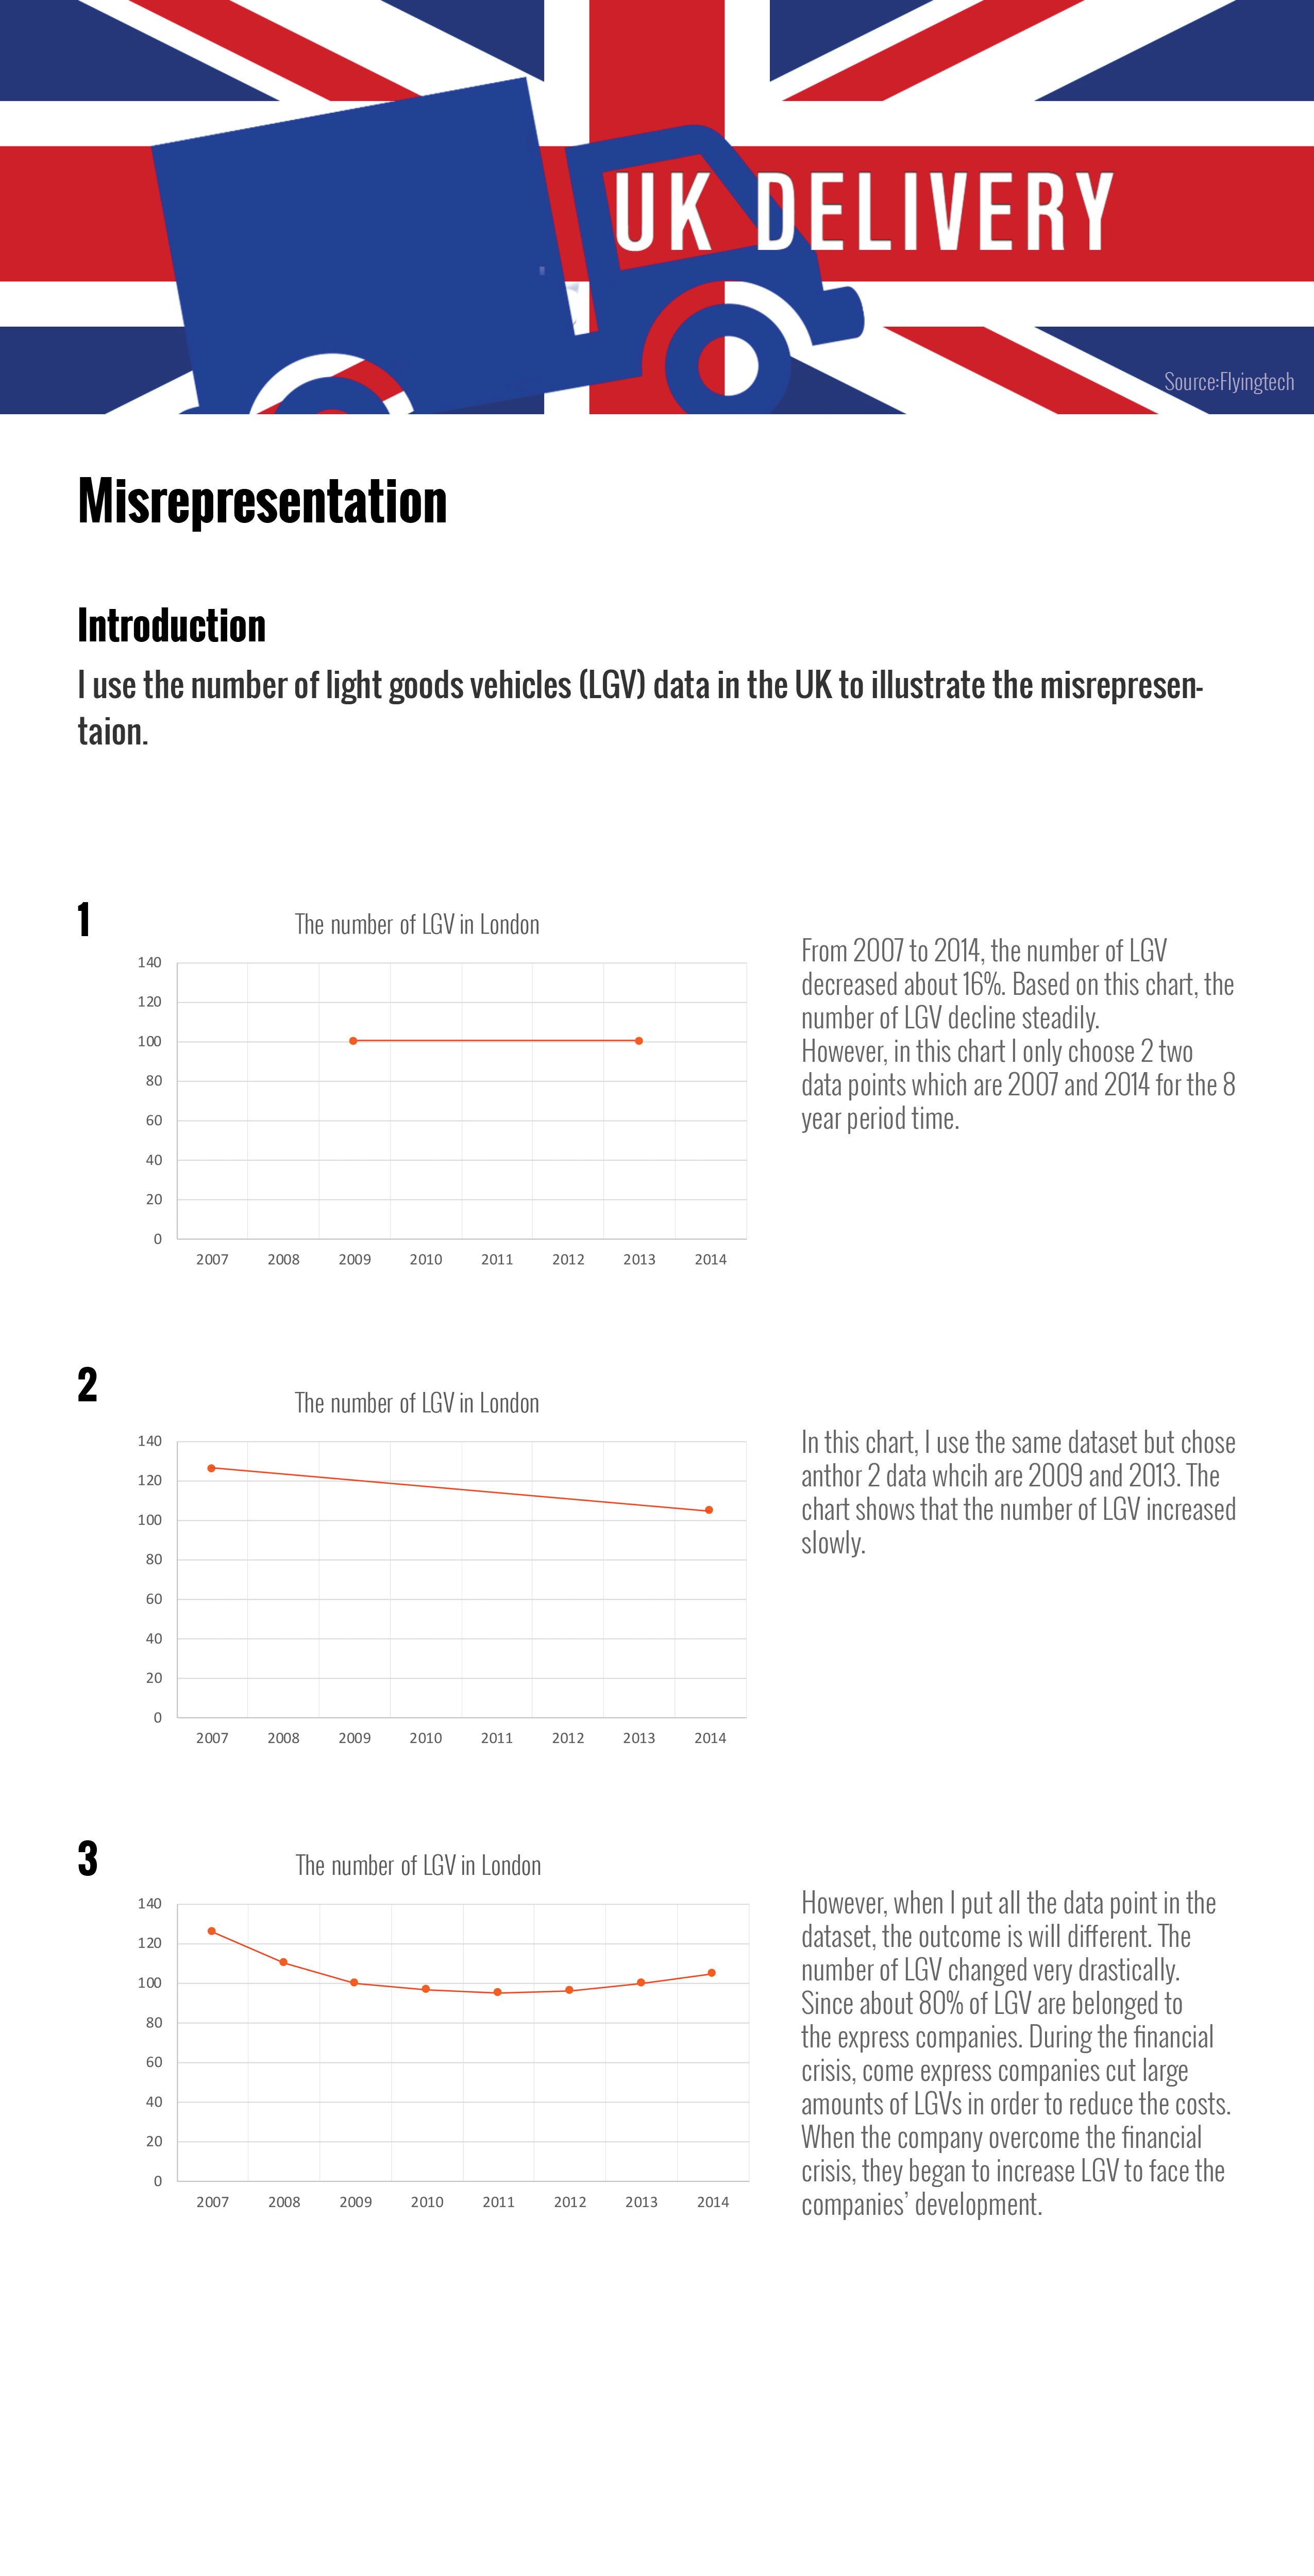 UK DELIVERY
Source:Flyingtech
Misrepresentation
Introduction
I use the number of light goods vehicles (LGV) data in the UK to illustrate the misrepresen-
taion.
1
The number of LGV in London
140
120
100
80
60
40
20
0
2007 2008 2009 2010 2011 2012 2013 2014
From 2007 to 2014, the number of LGV
decreased about 16%. Based on this chart, the
number of LGV decline steadily.
However, in this chart I only choose 2 two
data points which are 2007 and 2014 for the 8
year period time.
2
The number of LGV in London
140
120
100
80
60
40
20
0
2007 2008 2009 2010 2011 2012 2013 2014
In this chart, I use the same dataset but chose
anthor 2 data whcih are 2009 and 2013. The
chart shows that the number of LGV increased
slowly.
3
The number of LGV in London
140
120
100
80
60
40
20
0
2007 2008 2009 2010 2011 2012 2013 2014
However, when I put all the data point in the
dataset, the outcome is will different. The
number of LGV changed very drastically.
Since about 80% of LGV are belonged to
the express companies. During the financial
crisis, come express companies cut large
amounts of LGVs in order to reduce the costs.
When the company overcome the financial
crisis, they began to increase LGV to face the
companies’ development.